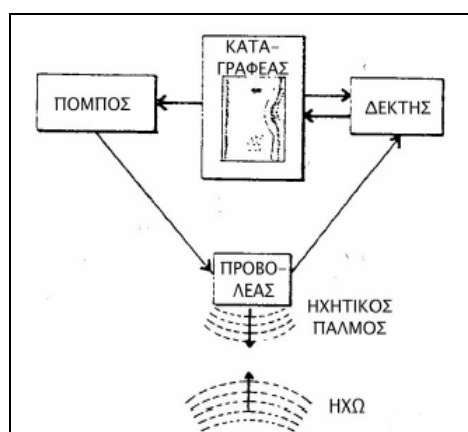 ΚΑΤΑ-
ΓΡΑΦΕΑΣ
ΠΟΜΠΟΣ
ΔΕΚΤΗΣ
ΠΡΟΒΟ-
ΛΕΑΣ
ΗΧΗΤΙΚΟΣ
ΠΑΛΜΟΣ
ΗΧΩ